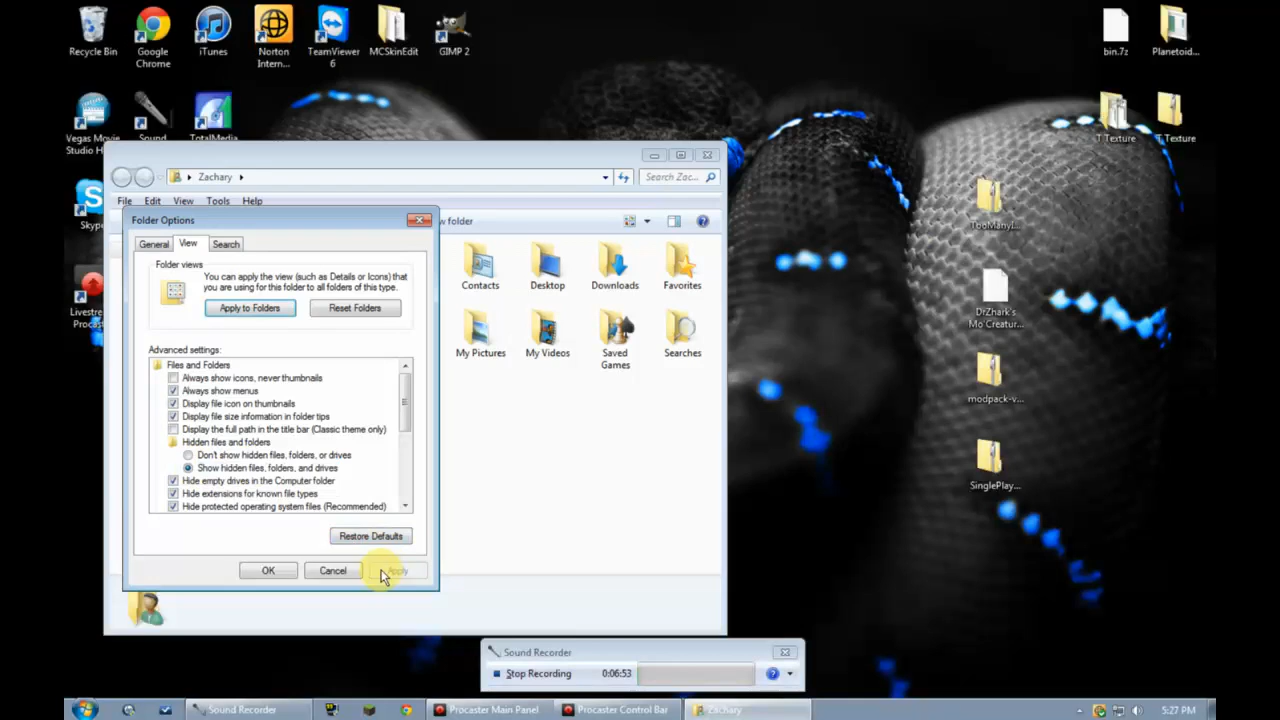 Recycle Bin
Google Chrome
iTunes
Norton Intern...
TeamViewer 6
MCSkinEdit
GIMP 2
bin.7z
Planetoid...
Vegas Movie Studio H...
Sound
TotalMedia
T Texture
T Texture
Zachary
Search Zac...
File Edit View Tools Help
Folder Options
w folder
General View Search
Folder views
You can apply the view (such as Details or Icons) that
you are using for this folder to all folders of this type.
Apply to Folders
Reset Folders
Contacts
Desktop
Downloads
Favorites
My Pictures
My Videos
Saved Games
Searches
Skype
Livestre...
Procas
TooManyI...
DrZhark's
Mo'Creatur...
modpack-v...
SinglePlay...
Advanced settings:
Files and Folders
Always show icons, never thumbnails
Always show menus
Display file icon on thumbnails
Display file size information in folder tips
Display the full path in the title bar (Classic theme only)
Hidden files and folders
Don't show hidden files, folders, or drives
Show hidden files, folders, and drives
Hide empty drives in the Computer folder
Hide extensions for known file types
Hide protected operating system files (Recommended)
Restore Defaults
OK
Cancel
Apply
Sound Recorder
Stop Recording 0:06:53
Sound Recorder
Procaster Main Panel
Procaster Control Bar
Zachary
5:27 PM